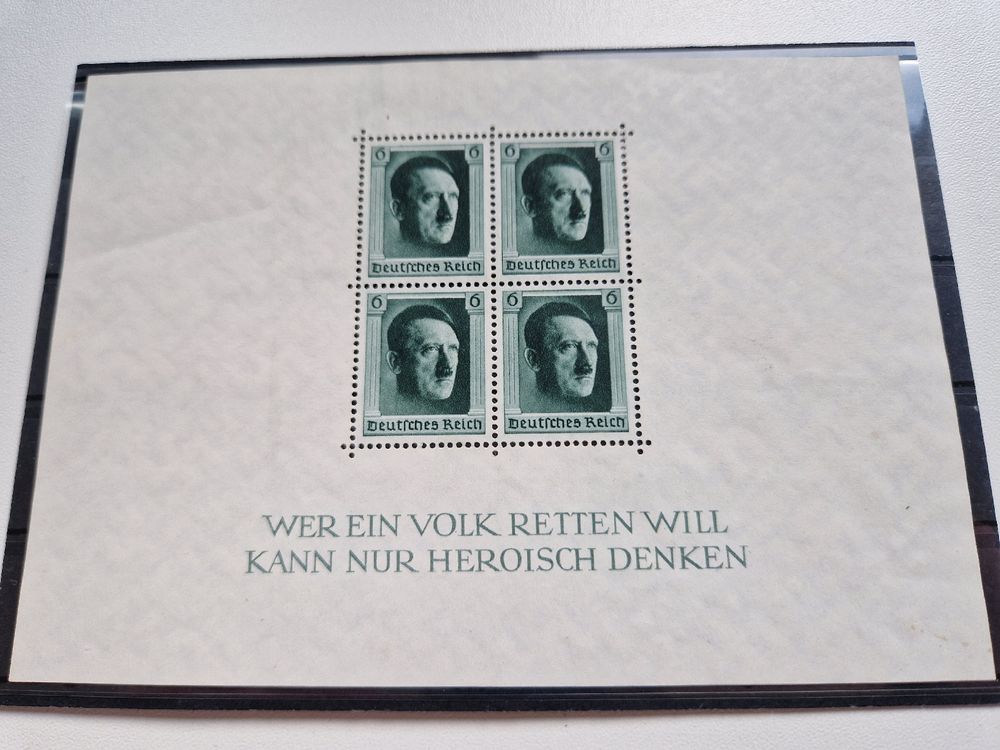 6 6 6 6
Deutsches Reich Deutsches Reich
6 6 6 6
Deutsches Reich Deutsches Reich
WER EIN VOLK RETTEN WILL
KANN NUR HEROISCH DENKEN